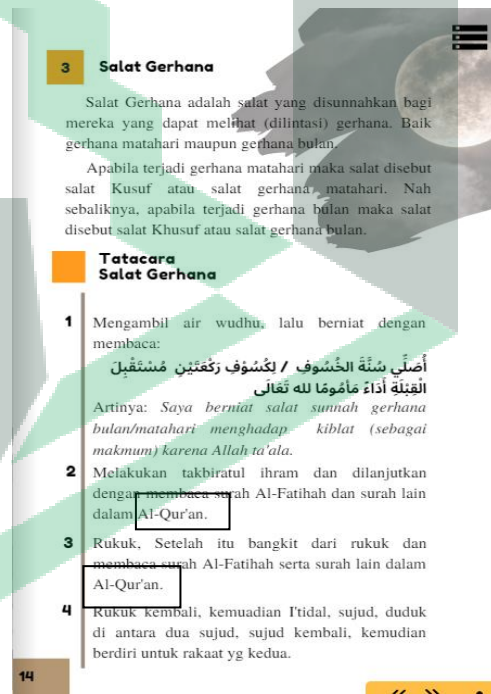 3 Salat Gerhana
Salat Gerhana adalah salat yang disunnahkan bagi
mereka yang dapat melihat (dilintasi) gerhana. Baik
gerhana matahari maupun gerhana bulan.
Apabila terjadi gerhana matahari maka salat disebut
salat Kusuf atau salat gerhana matahari. Nah
sebaliknya, apabila terjadi gerhana bulan maka salat
disebut salat Khusuf atau salat gerhana bulan.
Tatacara
Salat Gerhana
1 Mengambil air wudhu, lalu berniat dengan
membaca:
أُصَلِّي سُنَّةَ الخُسُوفِ / لِكُسُوْفِ رَكْعَتَيْنِ مُسْتَقْبِلَ
الْقِبْلَةِ أَدَاءً مَأْمُومًا لله تَعَالَى
Artinya: Saya berniat salat sunnah gerhana
bulan/matahari menghadap kiblat (sebagai
makmum) karena Allah ta'ala.
2 Melakukan takbiratul ihram dan dilanjutkan
dengan membaca surah Al-Fatihah dan surah lain
dalam Al-Qur'an.
3 Rukuk, Setelah itu bangkit dari rukuk dan
membaca surah Al-Fatihah serta surah lain dalam
Al-Qur'an.
4 Rukuk kembali, kemuadian I'tidal, sujud, duduk
di antara dua sujud, sujud kembali, kemudian
berdiri untuk rakaat yg kedua.
14